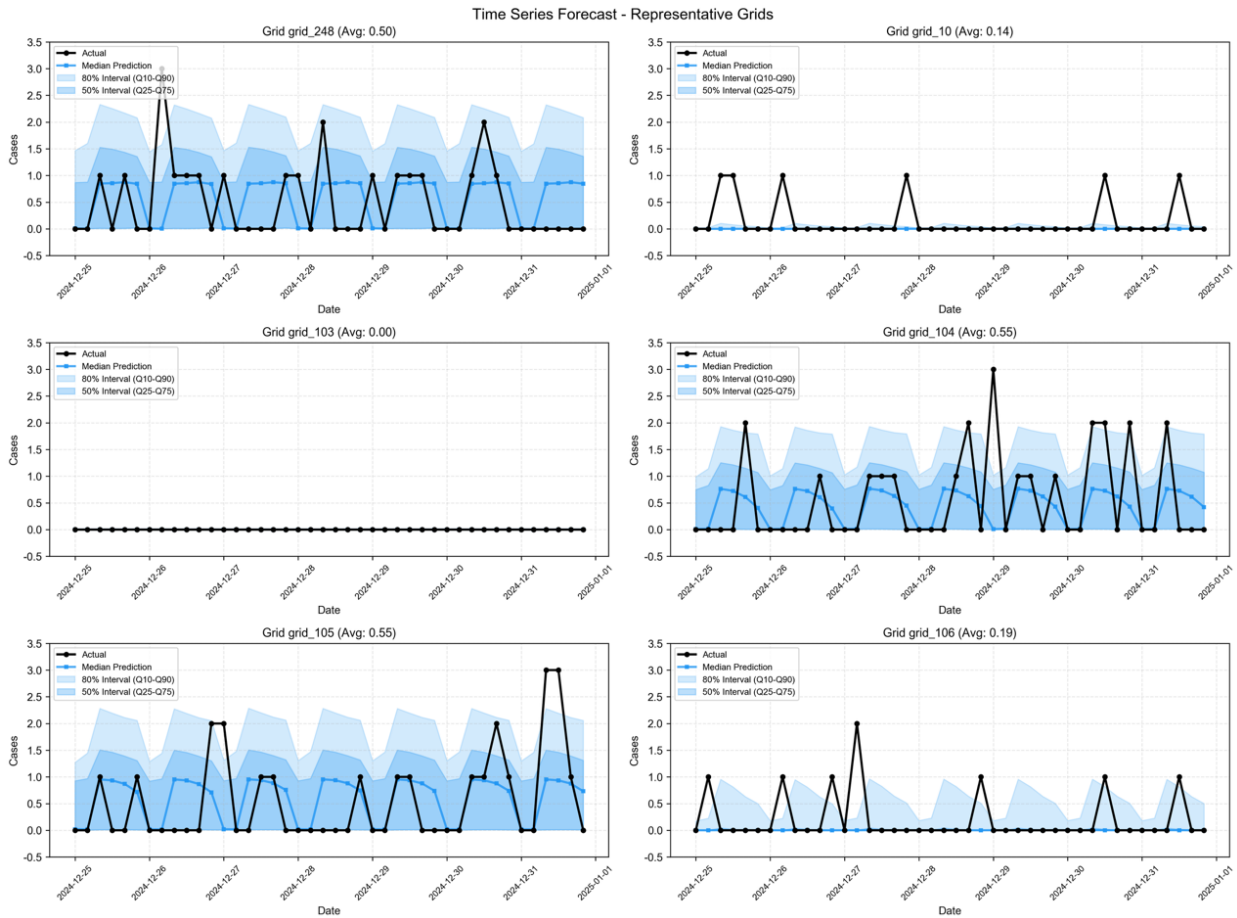 Time Series Forecast - Representative Grids
Grid grid_248 (Avg: 0.50)
3.5
3.0
2.5
2.0
1.5
1.0
0.5
0.0
-0.5
Cases
Actual
Median Prediction
80% Interval (Q10-Q90)
50% Interval (Q25-Q75)
2024-12-25
2024-12-26
2024-12-27
2024-12-28
2024-12-29
2024-12-30
2024-12-31
2025-01-01
Date
Grid grid_10 (Avg: 0.14)
3.5
3.0
2.5
2.0
1.5
1.0
0.5
0.0
-0.5
Cases
Actual
Median Prediction
80% Interval (Q10-Q90)
50% Interval (Q25-Q75)
2024-12-25
2024-12-26
2024-12-27
2024-12-28
2024-12-29
2024-12-30
2024-12-31
2025-01-01
Date
Grid grid_103 (Avg: 0.00)
3.5
3.0
2.5
2.0
1.5
1.0
0.5
0.0
-0.5
Cases
Actual
Median Prediction
80% Interval (Q10-Q90)
50% Interval (Q25-Q75)
2024-12-25
2024-12-26
2024-12-27
2024-12-28
2024-12-29
2024-12-30
2024-12-31
2025-01-01
Date
Grid grid_104 (Avg: 0.55)
3.5
3.0
2.5
2.0
1.5
1.0
0.5
0.0
-0.5
Cases
Actual
Median Prediction
80% Interval (Q10-Q90)
50% Interval (Q25-Q75)
2024-12-25
2024-12-26
2024-12-27
2024-12-28
2024-12-29
2024-12-30
2024-12-31
2025-01-01
Date
Grid grid_105 (Avg: 0.55)
3.5
3.0
2.5
2.0
1.5
1.0
0.5
0.0
-0.5
Cases
Actual
Median Prediction
80% Interval (Q10-Q90)
50% Interval (Q25-Q75)
2024-12-25
2024-12-26
2024-12-27
2024-12-28
2024-12-29
2024-12-30
2024-12-31
2025-01-01
Date
Grid grid_106 (Avg: 0.19)
3.5
3.0
2.5
2.0
1.5
1.0
0.5
0.0
-0.5
Cases
Actual
Median Prediction
80% Interval (Q10-Q90)
50% Interval (Q25-Q75)
2024-12-25
2024-12-26
2024-12-27
2024-12-28
2024-12-29
2024-12-30
2024-12-31
2025-01-01
Date